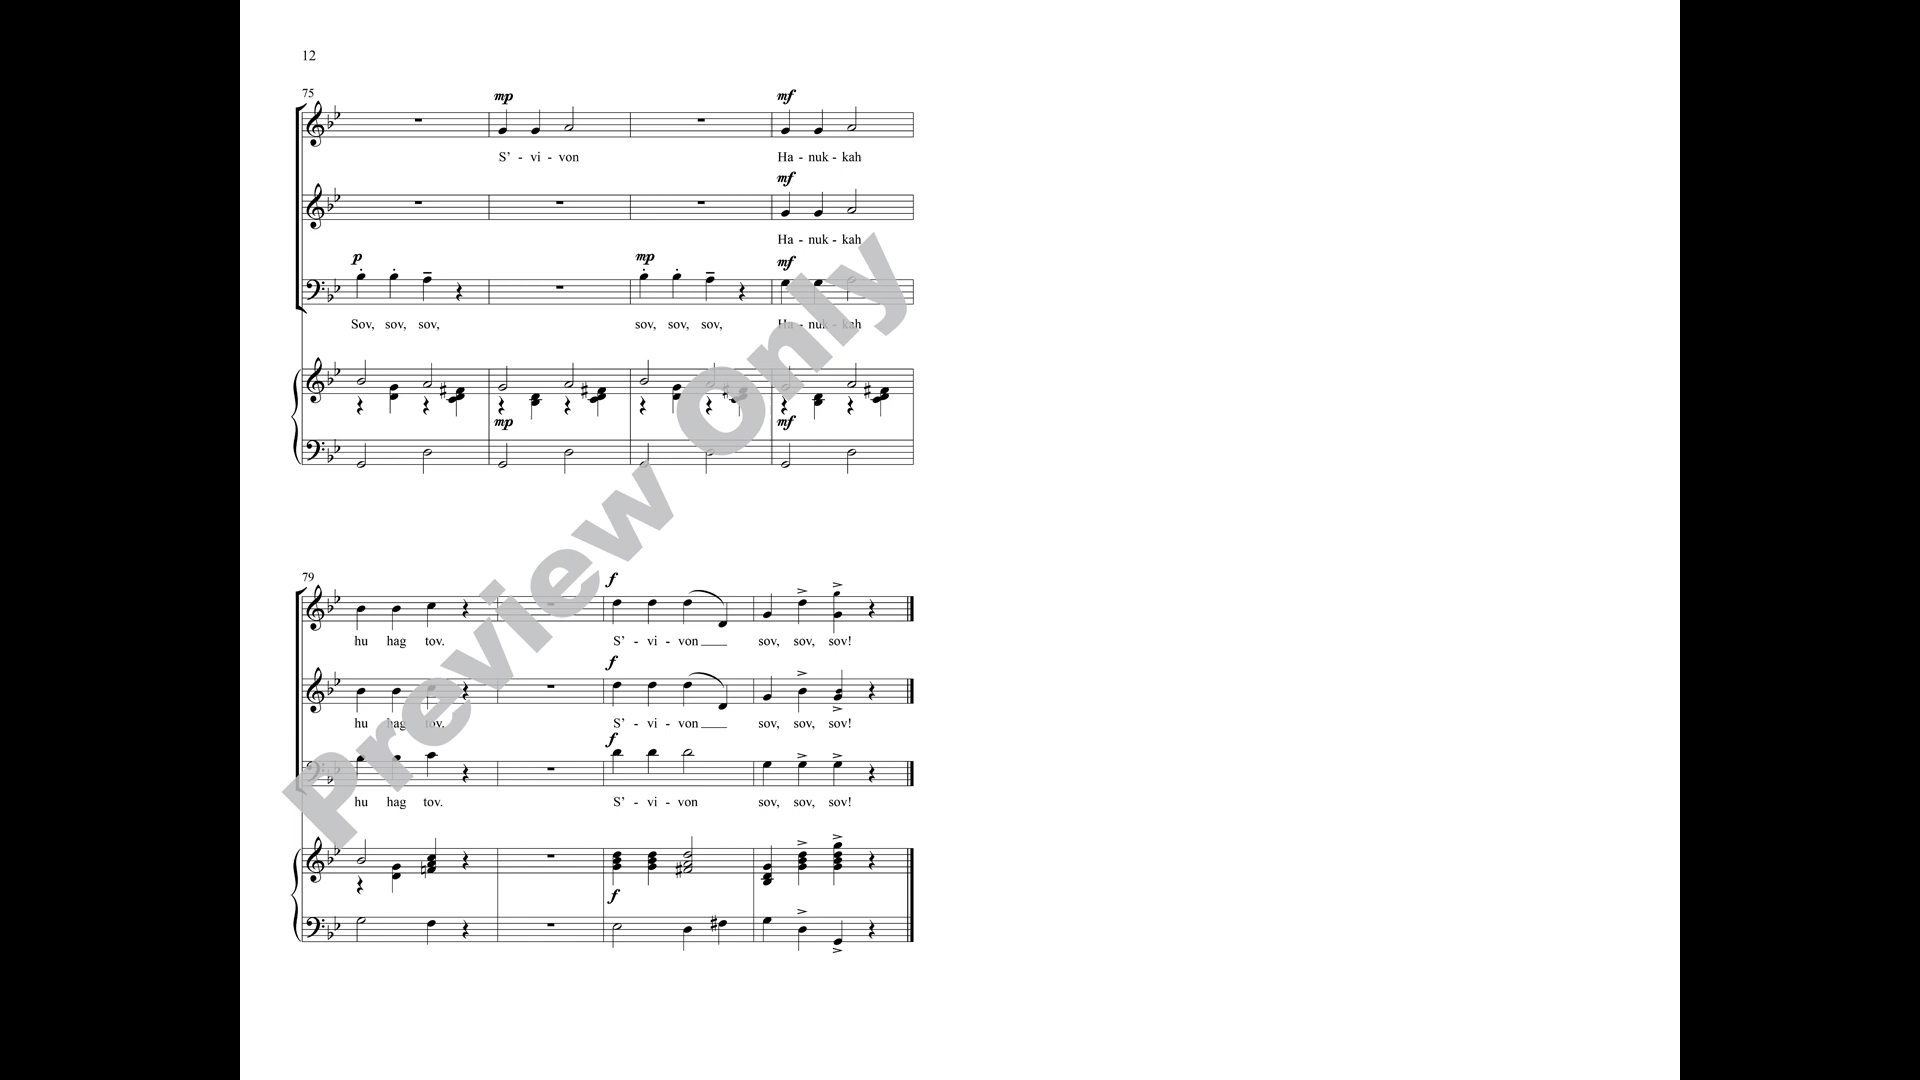 12
75
mp
mf
S’ - vi - von
Ha - nuk - kah
mf
Ha - nuk - kah
p
mp
mf
Sov, sov, sov,
sov, sov, sov,
Ha - nuk - kah
mp
mf
79
f
hu hag tov.
S’ - vi - von
sov, sov, sov!
f
hu hag tov.
S’ - vi - von
sov, sov, sov!
f
hu hag tov.
S’ - vi - von
sov, sov, sov!
f
Preview Only